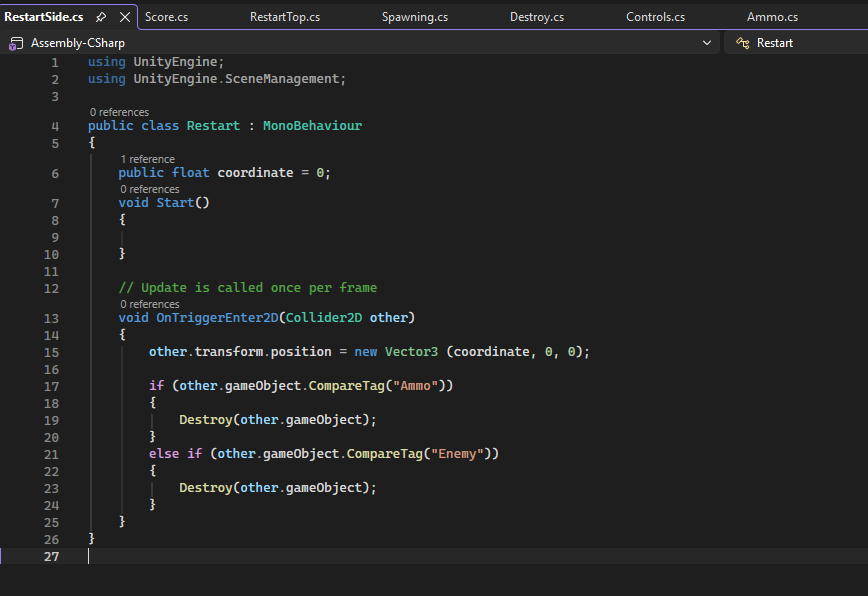 RestartSide.cs Score.cs RestartTop.cs Spawning.cs Destroy.cs Controls.cs Ammo.cs
Assembly-CSharp Restart
1 using UnityEngine;
2 using UnityEngine.SceneManagement;
3
0 references
4 public class Restart : MonoBehaviour
5 {
1 reference
6 public float coordinate = 0;
0 references
7 void Start()
8 {
9
10 }
11
12 // Update is called once per frame
0 references
13 void OnTriggerEnter2D(Collider2D other)
14 {
15 other.transform.position = new Vector3 (coordinate, 0, 0);
16
17 if (other.gameObject.CompareTag("Ammo"))
18 {
19 Destroy(other.gameObject);
20 }
21 else if (other.gameObject.CompareTag("Enemy"))
22 {
23 Destroy(other.gameObject);
24 }
25 }
26 }
27